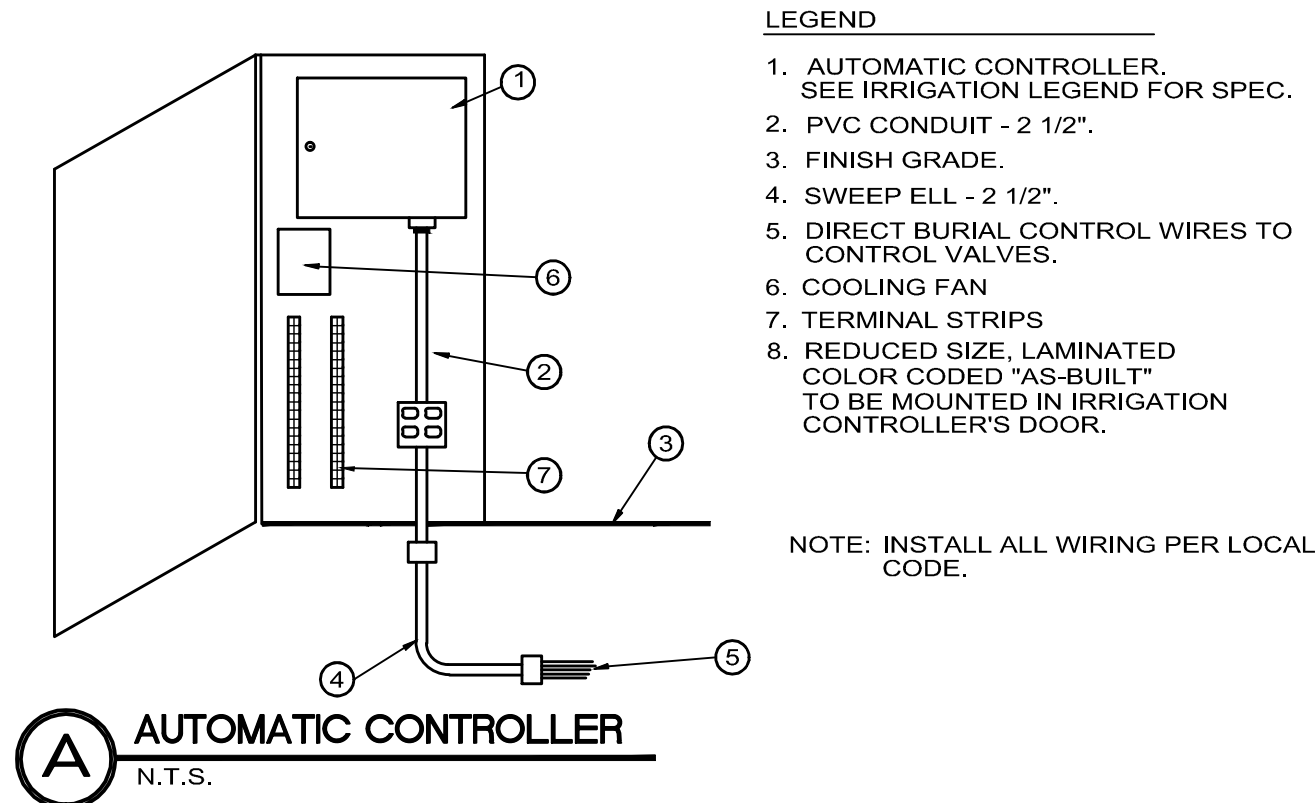 LEGEND
1. AUTOMATIC CONTROLLER.
SEE IRRIGATION LEGEND FOR SPEC.
2. PVC CONDUIT - 2 1/2".
3. FINISH GRADE.
4. SWEEP ELL - 2 1/2".
5. DIRECT BURIAL CONTROL WIRES TO
CONTROL VALVES.
6. COOLING FAN
7. TERMINAL STRIPS
8. REDUCED SIZE, LAMINATED
COLOR CODED "AS-BUILT"
TO BE MOUNTED IN IRRIGATION
CONTROLLER'S DOOR.
NOTE: INSTALL ALL WIRING PER LOCAL
CODE.
1
6
2
3
7
5
4
A
AUTOMATIC CONTROLLER
N.T.S.